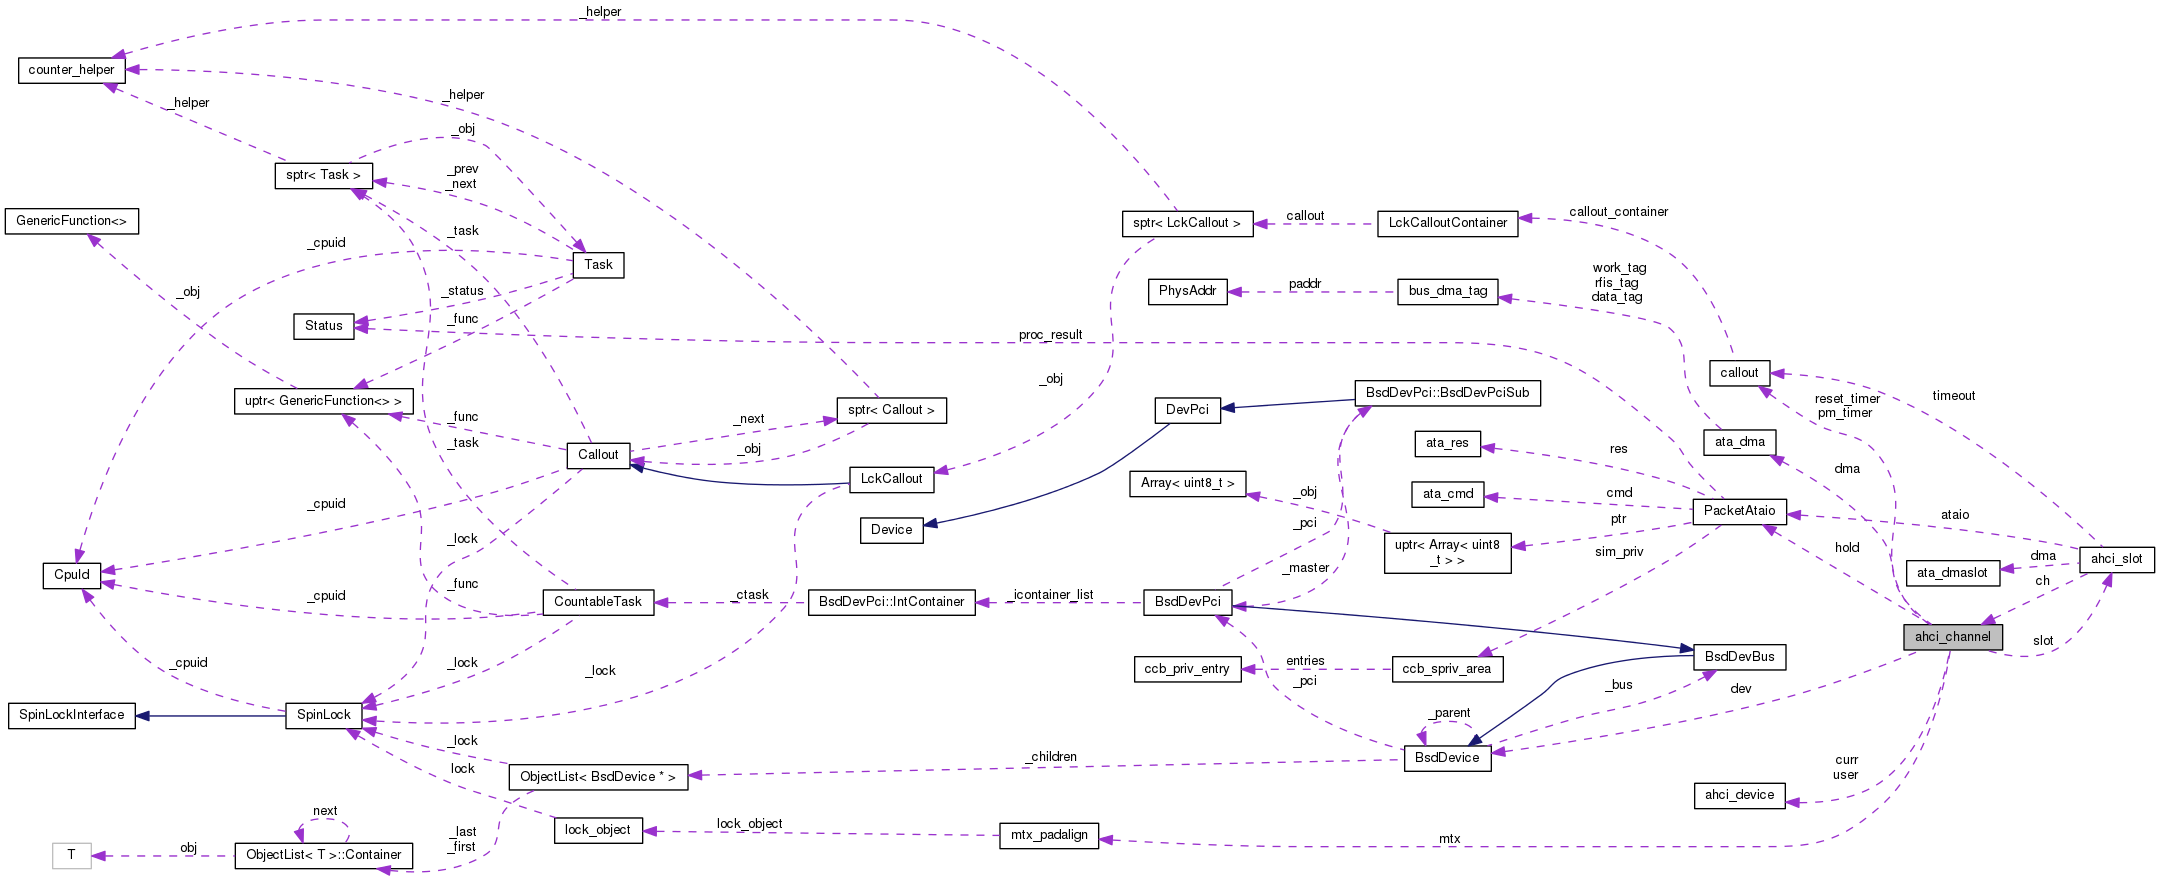 _helper
counter_helper
_helper
_helper
_obj
sptr< Task >
_prev
_next
GenericFunction<>
_cpuid
_task
Task
sptr< LckCallout >
callout
LckCalloutContainer
callout_container
_obj
_status
_func
Status
PhysAddr
paddr
bus_dma_tag
work_tag
rfis_tag
data_tag
proc_result
callout
uptr< GenericFunction<> >
_func
_task
_next
_obj
sptr< Callout >
_obj
DevPci
BsdDevPci::BsdDevPciSub
reset_timer
pm_timer
timeout
Callout
LckCallout
ata_res
res
ata_dma
dma
Array< uint8_t >
_obj
ata_cmd
cmd
PacketAtaio
ataio
_cpuid
_lock
Device
_pci
uptr< Array< uint8
_t > >
ptr
sim_priv
hold
CpuId
_func
_cpuid
CountableTask
_ctask
BsdDevPci::IntContainer
_icontainer_list
_master
BsdDevPci
ata_dmaslot
dma
ahci_slot
ch
ahci_channel
slot
_cpuid
_lock
_lock
ccb_priv_entry
entries
_pci
ccb_spriv_area
BsdDevBus
_bus
dev
SpinLockInterface
SpinLock
_parent
_lock
lock
ObjectList< BsdDevice * >
_children
BsdDevice
curr
user
ahci_device
next
_last
_first
lock_object
lock_object
mtx_padalign
mtx
T
obj
ObjectList< T >::Container